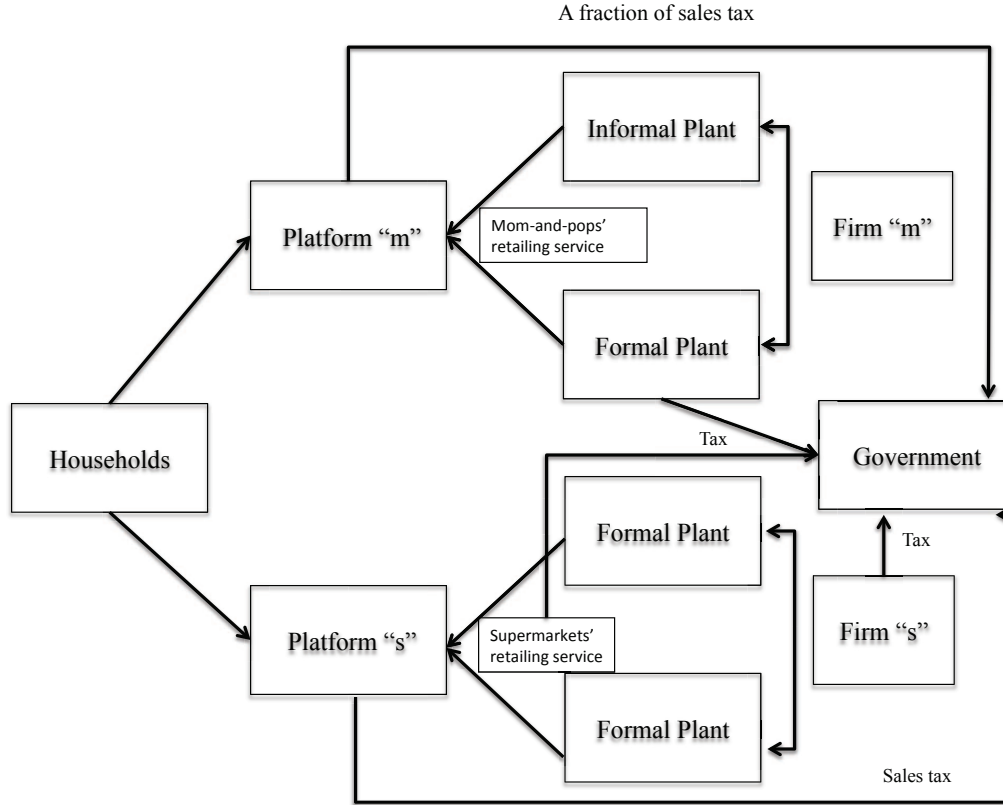 A fraction of sales tax
Informal Plant
Platform “m”
Mom-and-pops’
retailing service
Firm “m”
Formal Plant
Households
Tax
Government
Formal Plant
Tax
Platform “s”
Supermarkets’
retailing service
Firm “s”
Formal Plant
Sales tax